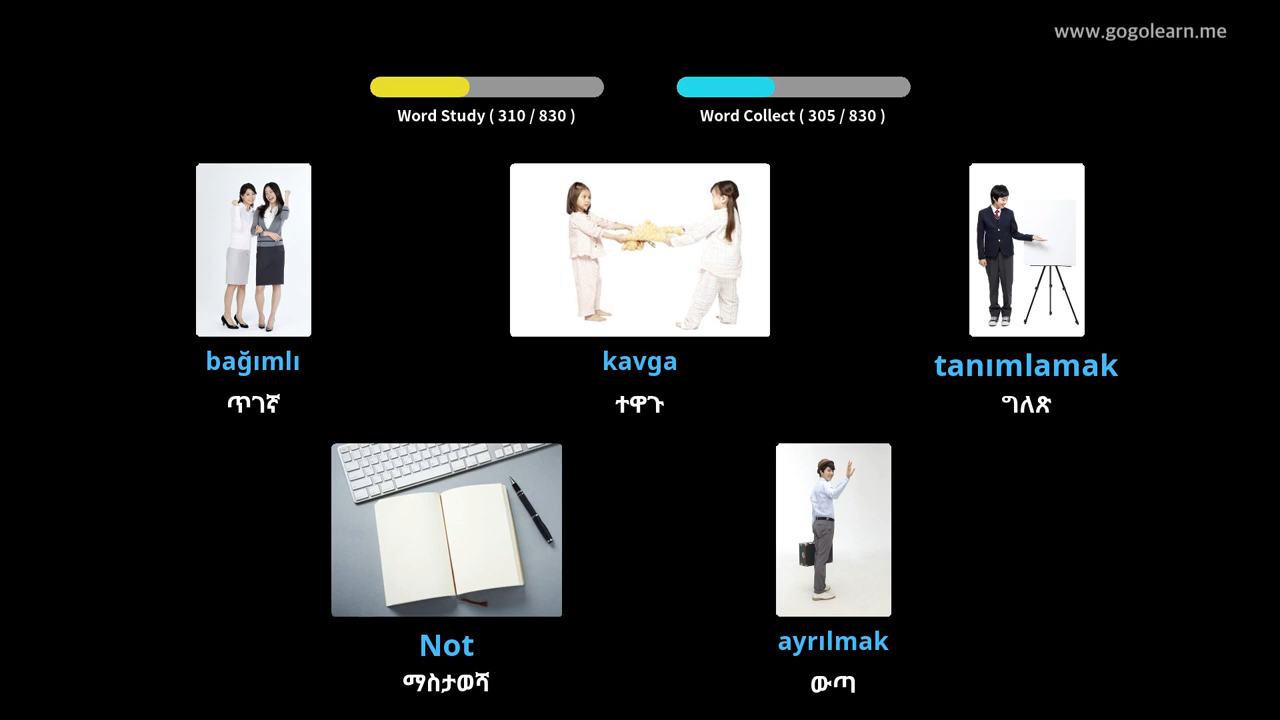 www.gogolearn.me
Word Study ( 310 / 830 )
Word Collect ( 305 / 830 )
bağımlı
ጥገኛ
kavga
ተዋጉ
tanımlamak
ግለጽ
Not
ማስታወሻ
ayrılmak
ውጣ